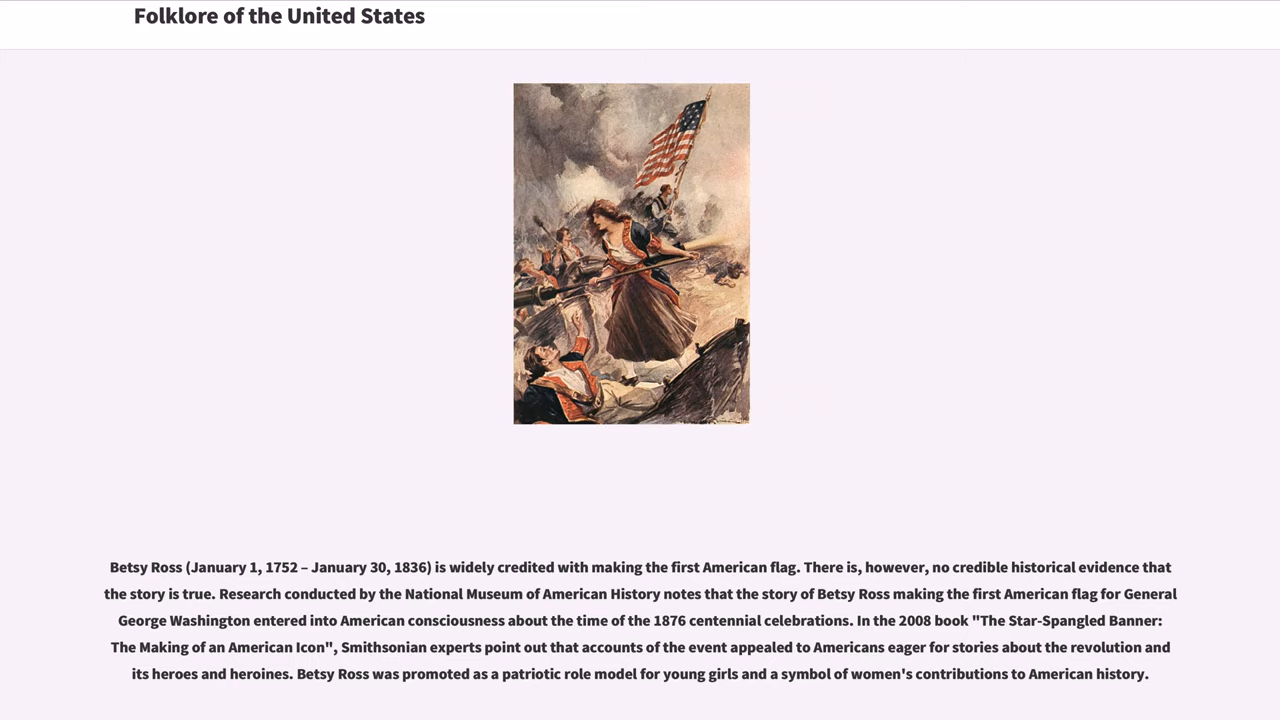 Folklore of the United States
Betsy Ross (January 1, 1752 – January 30, 1836) is widely credited with making the first American flag. There is, however, no credible historical evidence that
the story is true. Research conducted by the National Museum of American History notes that the story of Betsy Ross making the first American flag for General
George Washington entered into American consciousness about the time of the 1876 centennial celebrations. In the 2008 book "The Star-Spangled Banner:
The Making of an American Icon", Smithsonian experts point out that accounts of the event appealed to Americans eager for stories about the revolution and
its heroes and heroines. Betsy Ross was promoted as a patriotic role model for young girls and a symbol of women's contributions to American history.